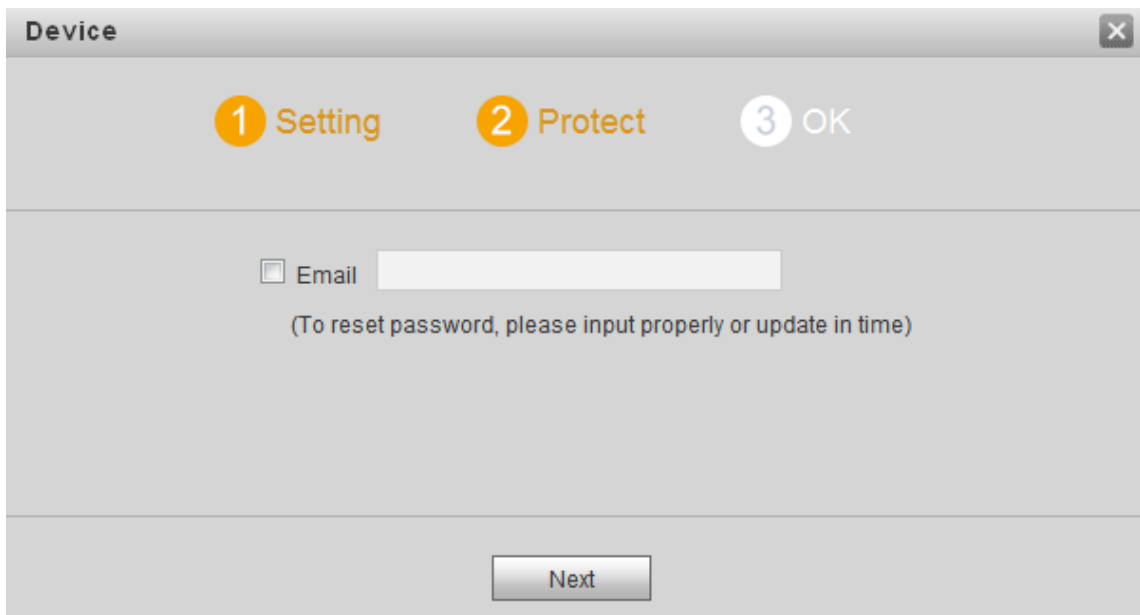 Device
1 Setting 2 Protect 3 OK
Email
(To reset password, please input properly or update in time)
Next